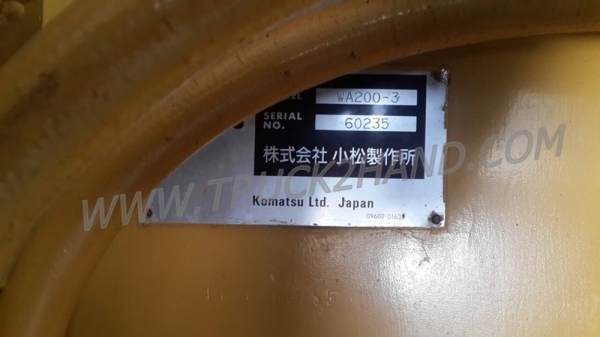 WA200-3
SERIAL NO. 60235
株式会社 小松製作所
Komatsu Ltd. Japan
WWW.TRUCK2HAND.COM